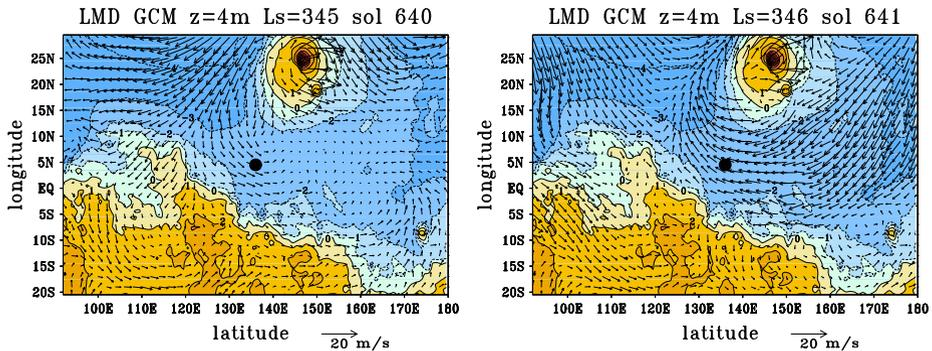 LMD GCM z=4m Ls=345 sol 640
LMD GCM z=4m Ls=346 sol 641
longitude
25N
20N
15N
10N
5N
EQ
5S
10S
15S
20S
100E 110E 120E 130E 140E 150E 160E 170E 180
latitude
20 m/s
longitude
25N
20N
15N
10N
5N
EQ
5S
10S
15S
20S
100E 110E 120E 130E 140E 150E 160E 170E 180
latitude
20 m/s